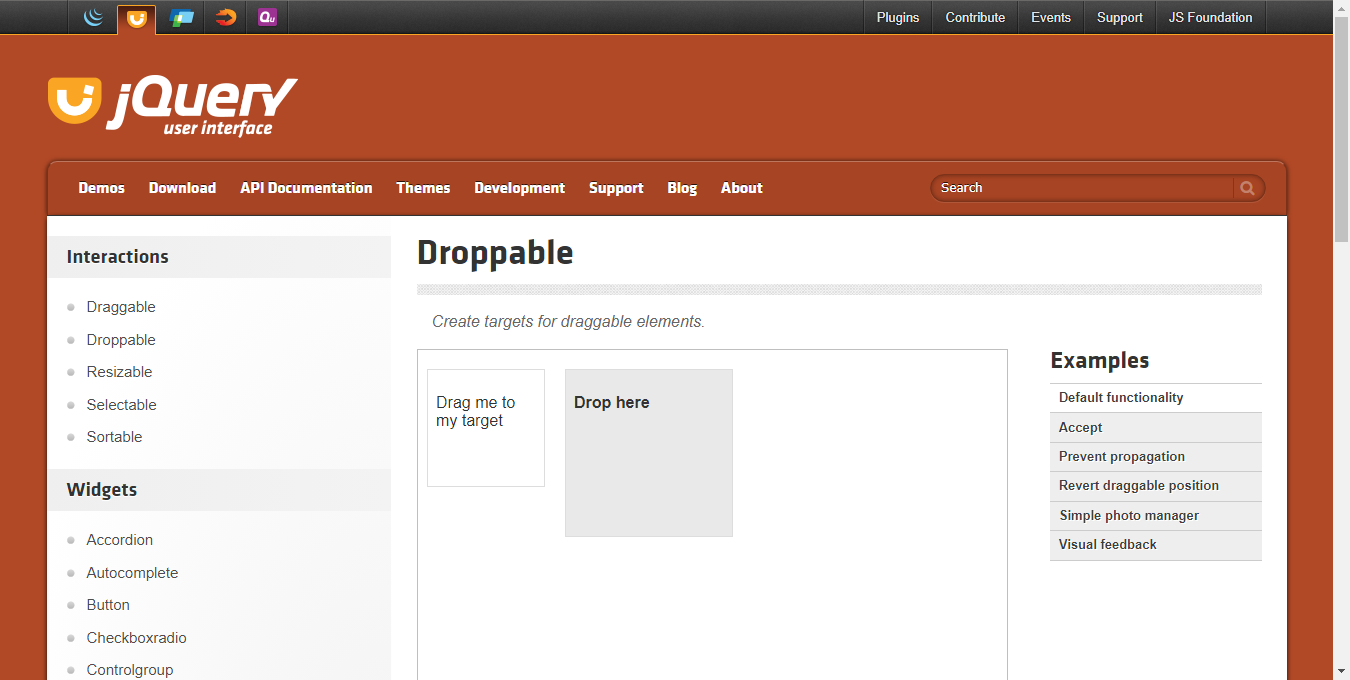 Plugins
Contribute
Events
Support
JS Foundation
Qu
jQuery
user interface
Demos
Download
API Documentation
Themes
Development
Support
Blog
About
Search
Interactions
Draggable
Droppable
Resizable
Selectable
Sortable
Widgets
Accordion
Autocomplete
Button
Checkboxradio
Controlgroup
Droppable
Create targets for draggable elements.
Drag me to
my target
Drop here
Examples
Default functionality
Accept
Prevent propagation
Revert draggable position
Simple photo manager
Visual feedback